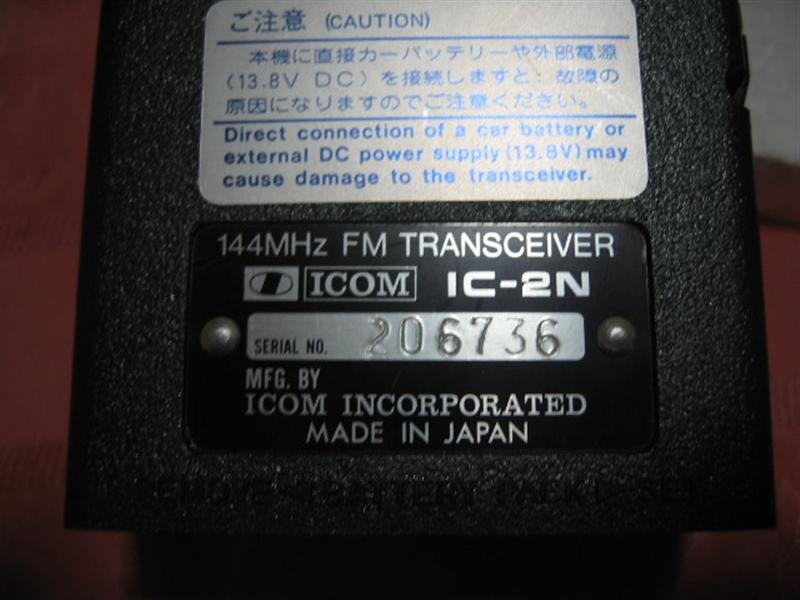 ご注意 (CAUTION)
本機に直接カーバッテリーや外部電源
(13.8V DC)を接続しますと、故障の
原因になりますのでご注意ください。
Direct connection of a car battery or
external DC power supply (13.8V) may
cause damage to the transceiver.
144MHz FM TRANSCEIVER
ICOM IC-2N
SERIAL NO. 206736
MFG. BY
ICOM INCORPORATED
MADE IN JAPAN
REMOVE BATTERY PACK